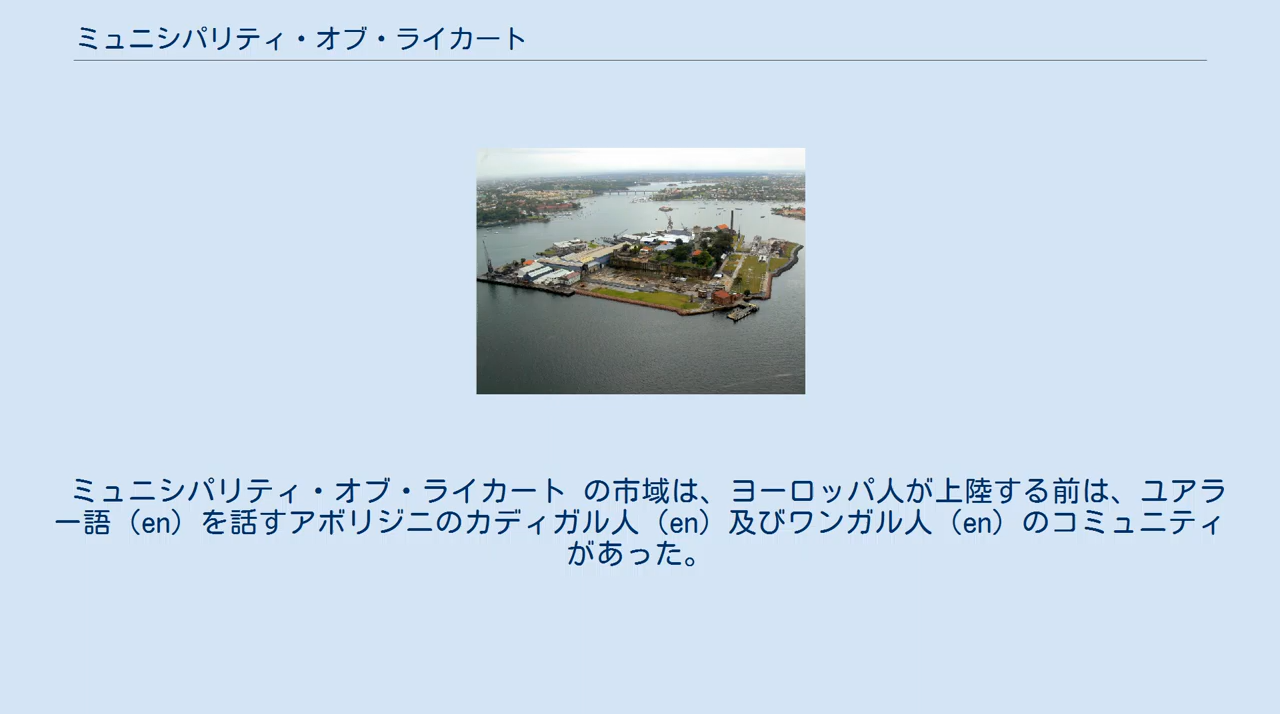 ミュニシパリティ・オブ・ライカート
ミュニシパリティ・オブ・ライカート の市域は、ヨーロッパ人が上陸する前は、ユアラ
ー語（en）を話すアボリジニのカディガル人（en）及びワンガル人（en）のコミュニティ
があった。